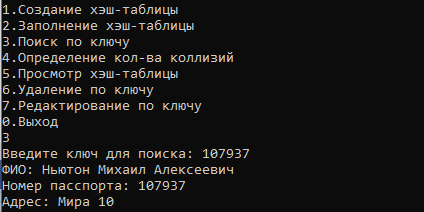 1.Создание хэш-таблицы
2.Заполнение хэш-таблицы
3.Поиск по ключу
4.Определение кол-ва коллизий
5.Просмотр хэш-таблицы
6.Удаление по ключу
7.Редактирование по ключу
0.Выход
3
Введите ключ для поиска: 107937
ФИО: Ньютон Михаил Алексеевич
Номер пасспорта: 107937
Адрес: Мира 10